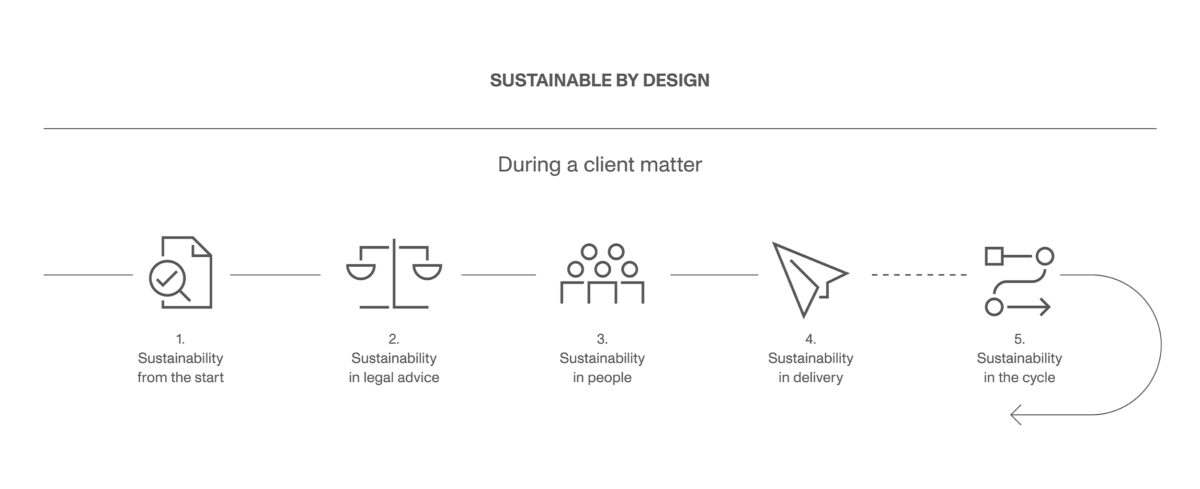 SUSTAINABLE BY DESIGN
During a client matter
1.
Sustainability
from the start
2.
Sustainability
in legal advice
3.
Sustainability
in people
4.
Sustainability
in delivery
5.
Sustainability
in the cycle